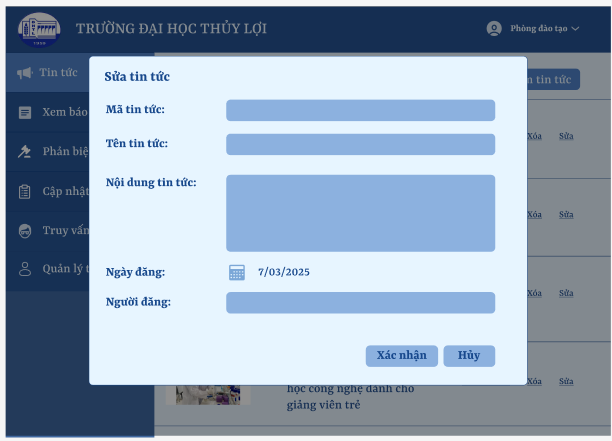 TRƯỜNG ĐẠI HỌC THỦY LỢI
Phòng đào tạo
Tin tức
Xem báo
Phản biệ
Cập nhật
Truy vấn
Quản lý t
n tin tức
Sửa tin tức
Mã tin tức:
Tên tin tức:
Nội dung tin tức:
Ngày đăng:
7/03/2025
Người đăng:
Xác nhận
Hủy
Xóa Sửa
Xóa Sửa
Xóa Sửa
Xóa Sửa
học công nghệ dành cho
giảng viên trẻ